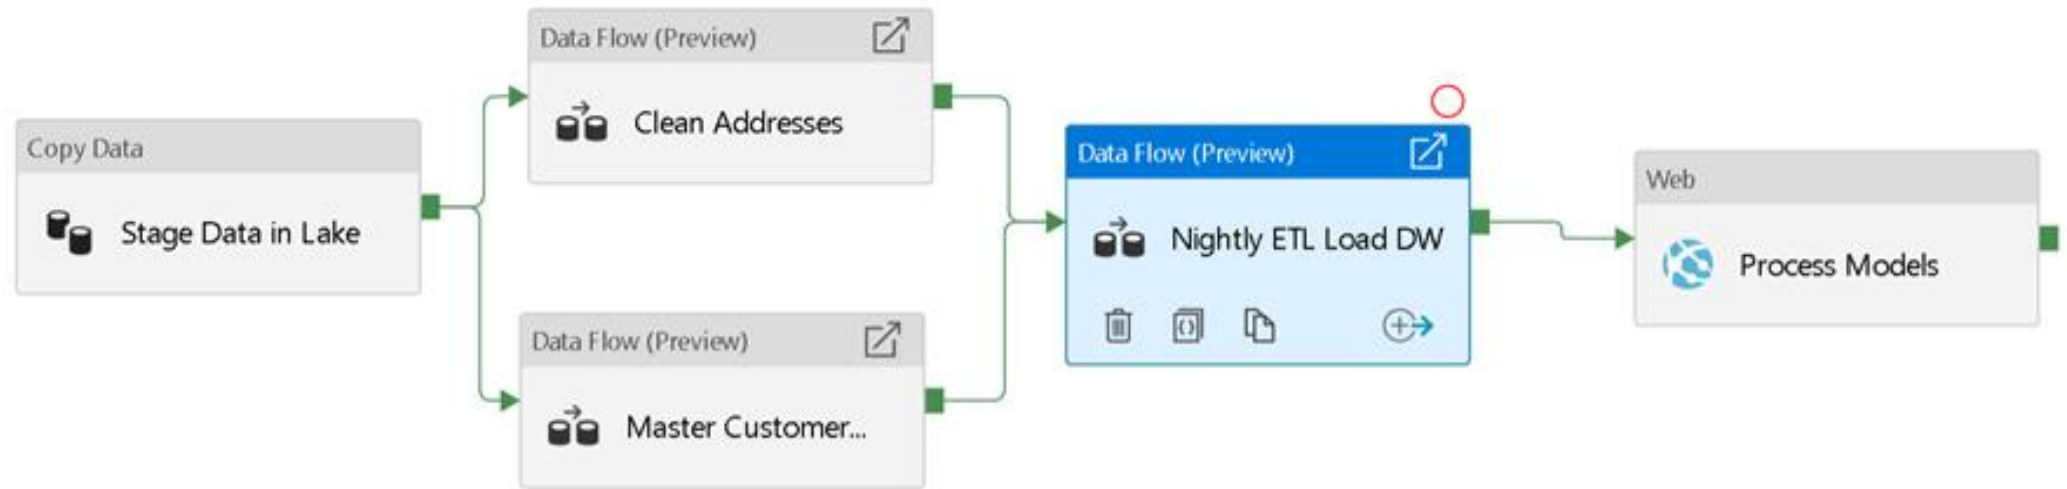 Copy Data
Stage Data in Lake
Data Flow (Preview)
Clean Addresses
Data Flow (Preview)
Master Customer...
Data Flow (Preview)
Nightly ETL Load DW
Web
Process Models